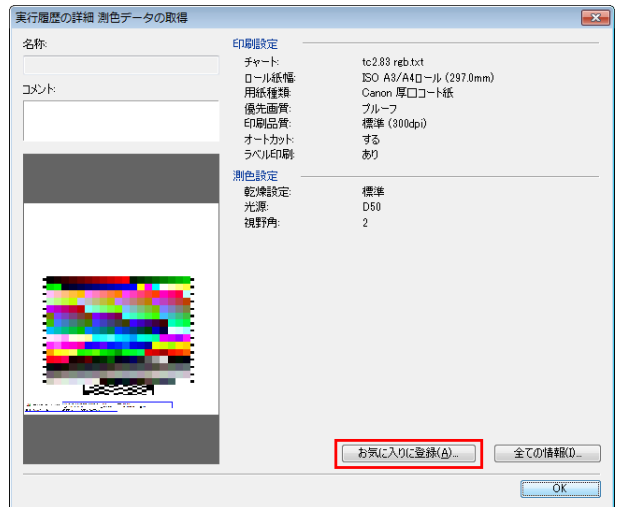 実行履歴の詳細 測色データの取得
名称:
コメント:
印刷設定
チャート: tc2.83 rgb.txt
ロール紙幅: ISO A3/A4ロール (297.0mm)
用紙種類: Canon 厚口コート紙
優先画質: プルーフ
印刷品質: 標準 (300dpi)
オートカット: する
ラベル印刷: あり
測色設定
乾燥設定: 標準
光源: D50
視野角: 2
お気に入りに登録(A)...
全ての情報(I)...
OK